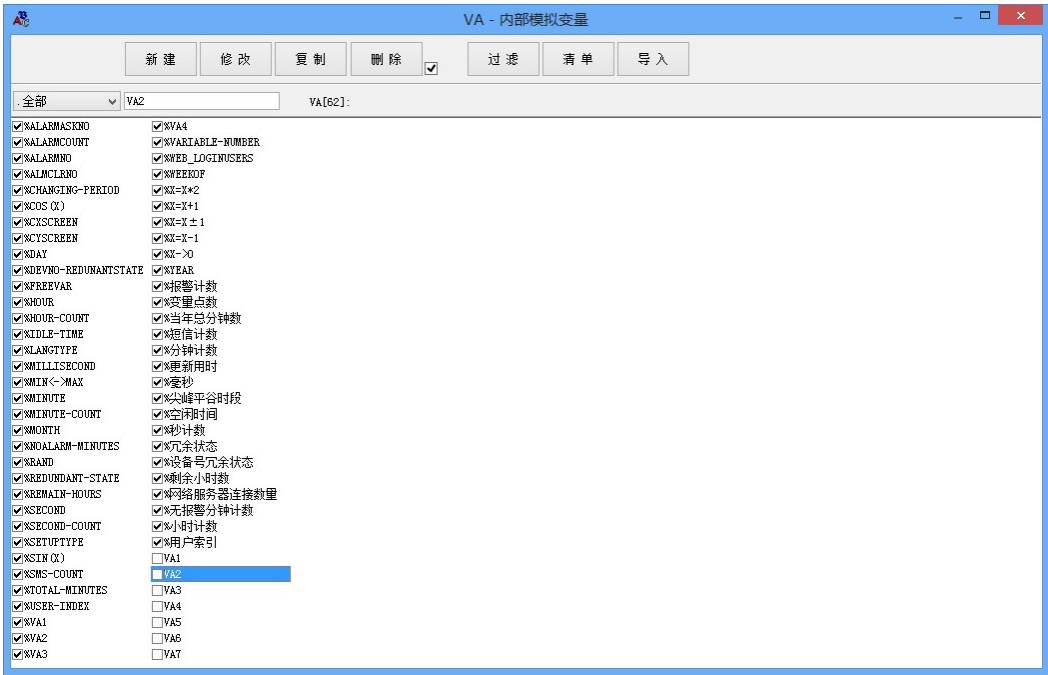 VA - 内部模拟变量
新 建 修 改 复 制 删 除 过 滤 清 单 导 入
.全部 VA2 VA[62]:
%ALARMASKNO
%ALARMCOUNT
%ALARMNO
%ALMCLRNO
%CHANGING-PERIOD
%COS(X)
%CXSCREEN
%CYSCREEN
%DAY
%DEVNO-REDUNANTSTATE
%FREEVAR
%HOUR
%HOUR-COUNT
%IDLE-TIME
%LANGTYPE
%MILLISECOND
%MIN<->MAX
%MINUTE
%MINUTE-COUNT
%MONTH
%NOALARM-MINUTES
%RAND
%REDUNDANT-STATE
%REMAIN-HOURS
%SECOND
%SECOND-COUNT
%SETUPTYPE
%SIN(X)
%SMS-COUNT
%TOTAL-MINUTES
%USER-INDEX
%VA1
%VA2
%VA3
%VA4
%VARIABLE-NUMBER
%WEB_LOGINUSERS
%WEEKOF
%X=X*2
%X=X+1
%X=X±1
%X=X-1
%X->0
%YEAR
%报警计数
%变量点数
%当年总分钟数
%短信计数
%分钟计数
%更新用时
%毫秒
%尖峰平谷时段
%空闲时间
%秒计数
%冗余状态
%设备号冗余状态
%剩余小时数
%网络服务器连接数量
%无报警分钟计数
%小时计数
%用户索引
VA1
VA2
VA3
VA4
VA5
VA6
VA7